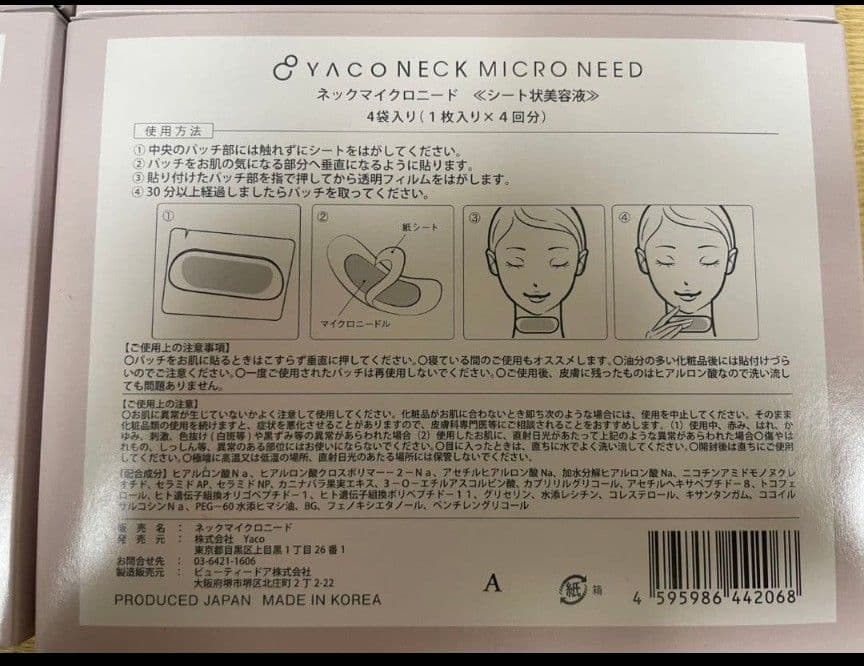 YACO NECK MICRO NEED
ネックマイクロニード ≪シート状美容液≫
4袋入り(1枚入り×4回分)
使用方法
①中央のパッチ部には触れずにシートをはがしてください。
②パッチをお肌の気になる部分へ垂直になるように貼ります。
③貼り付けたパッチ部を指で押してから透明フィルムをはがします。
④30分以上経過しましたらパッチを取ってください。
① ② ③ ④
紙シート
マイクロニードル
【ご使用上の注意事項】
〇パッチをお肌に貼るときはこすらず垂直に押してください。〇寝ている間のご使用もオススメします。〇油分の多い化粧品後には貼付けづら
いのでご注意ください。〇一度ご使用されたパッチは再使用しないでください。〇ご使用後、皮膚に残ったものはヒアルロン酸なので洗い流し
ても問題ありません。
【ご使用上の注意】
〇お肌に異常が生じていないかよく注意して使用してください。化粧品がお肌に合わないとき即ち次のような場合には、使用を中止してください。そのまま
化粧品類の使用を続けますと、症状を悪化させることがありますので、皮膚科専門医等にご相談されることをおすすめします。(1)使用中、赤み、はれ、か
ゆみ、刺激、色抜け(白斑等)や黒ずみ等の異常があらわれた場合(2)使用したお肌に、直射日光があたって上記のような異常があらわれた場合〇傷やは
れもの、しっしん等、異常のある部位にはお使いにならないでください。〇目に入ったときは、直ちに水でよく洗い流してください。〇開封後は直ちにご使用
してください。〇極端に高温又は低温の場所、直射日光のあたる場所には保管しないでください。
【配合成分】ヒアルロン酸Na、ヒアルロン酸クロスポリマー-2-Na、アセチルヒアルロン酸Na、加水分解ヒアルロン酸Na、ニコチンアミドモノヌクレ
オチド、セラミドAP、セラミドNP、カニナバラ果実エキス、3-O-エチルアスコルビン酸、カプリリルグリコール、アセチルヘキサペプチド-8、トコフェ
ロール、ヒト遺伝子組換オリゴペプチド-1、ヒト遺伝子組換ポリペプチド-11、グリセリン、水添レシチン、コレステロール、キサンタンガム、ココイル
サルコシンNa、PEG-60水添ヒマシ油、BG、フェノキシエタノール、ペンチレングリコール
販売名 : ネックマイクロニード
発売元 : 株式会社 Yaco
東京都目黒区上目黒1丁目26番1
お問合せ先 : 03-6421-1606
製造販売元 : ビューティードア株式会社
大阪府堺市堺区北庄町2丁2-22
PRODUCED JAPAN MADE IN KOREA
A
紙 箱
4 595986 442068